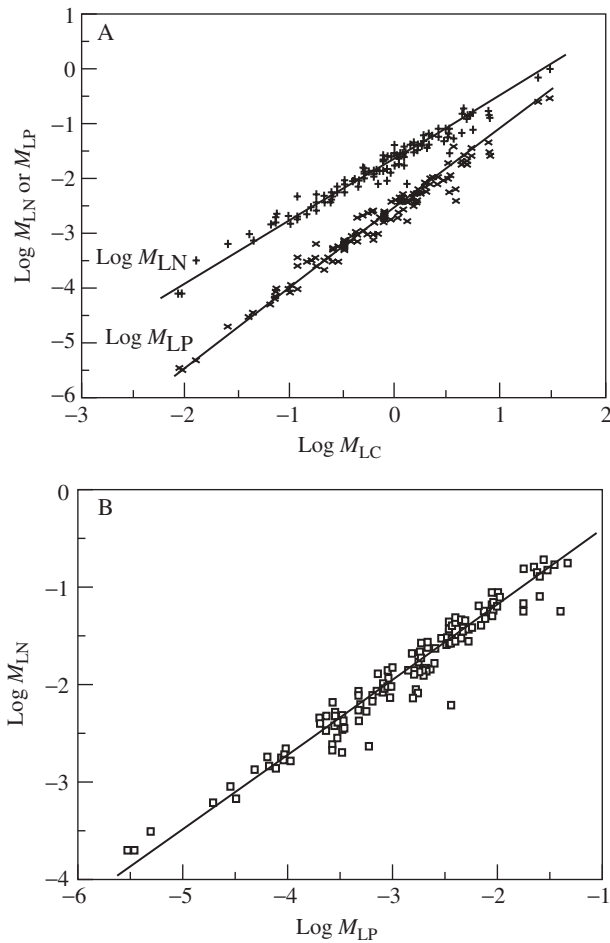 A
1
0
−1
−2
−3
−4
−5
−6
Log M_LN or M_LP
Log M_LN
Log M_LP
−3 −2 −1 0 1 2
Log M_LC
B
0
−1
−2
−3
−4
Log M_LN
−6 −5 −4 −3 −2 −1
Log M_LP